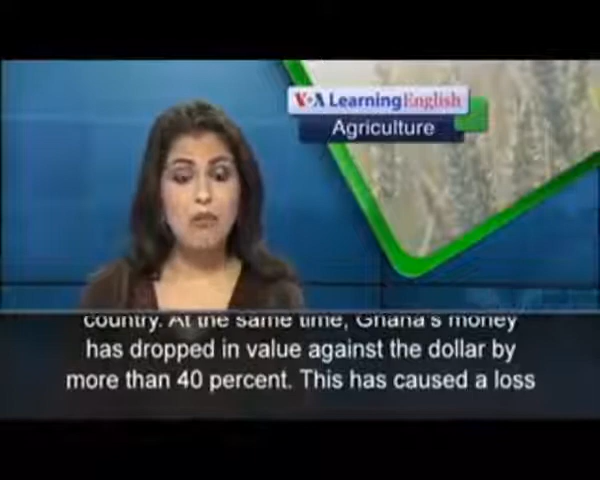 VOA Learning English
Agriculture
country. At the same time, Ghana's money
has dropped in value against the dollar by
more than 40 percent. This has caused a loss